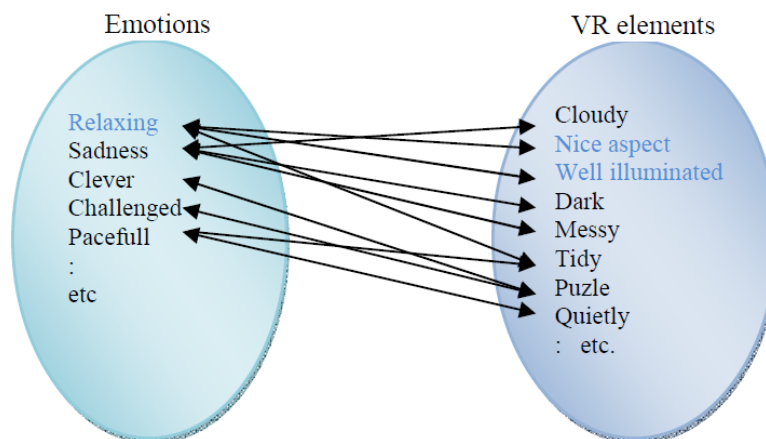 Emotions
VR elements
Relaxing
Sadness
Clever
Challenged
Pacefull
:
etc
Cloudy
Nice aspect
Well illuminated
Dark
Messy
Tidy
Puzle
Quietly
: etc.